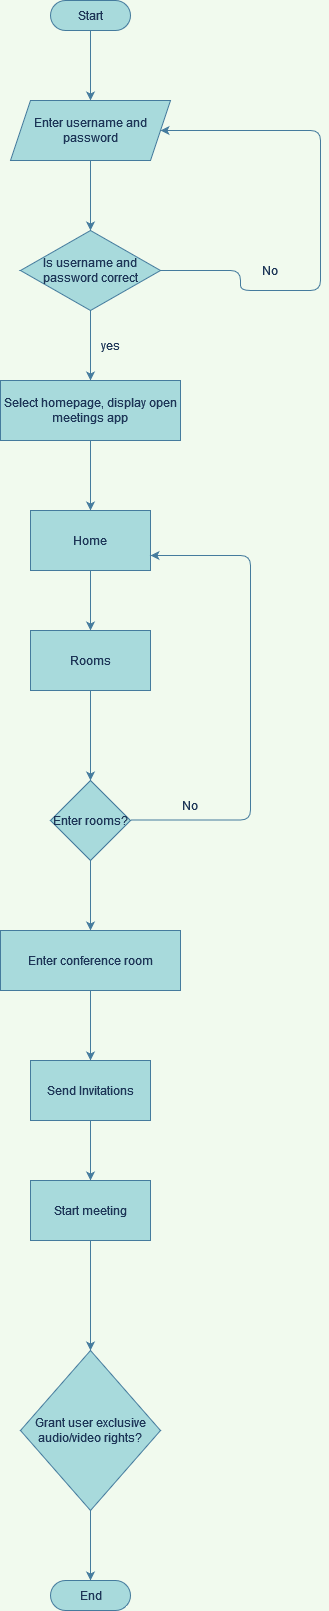 Start
Enter username and
password
Is username and
password correct
No
yes
Select homepage, display open
meetings app
Home
Rooms
No
Enter rooms?
Enter conference room
Send Invitations
Start meeting
Grant user exclusive
audio/video rights?
End